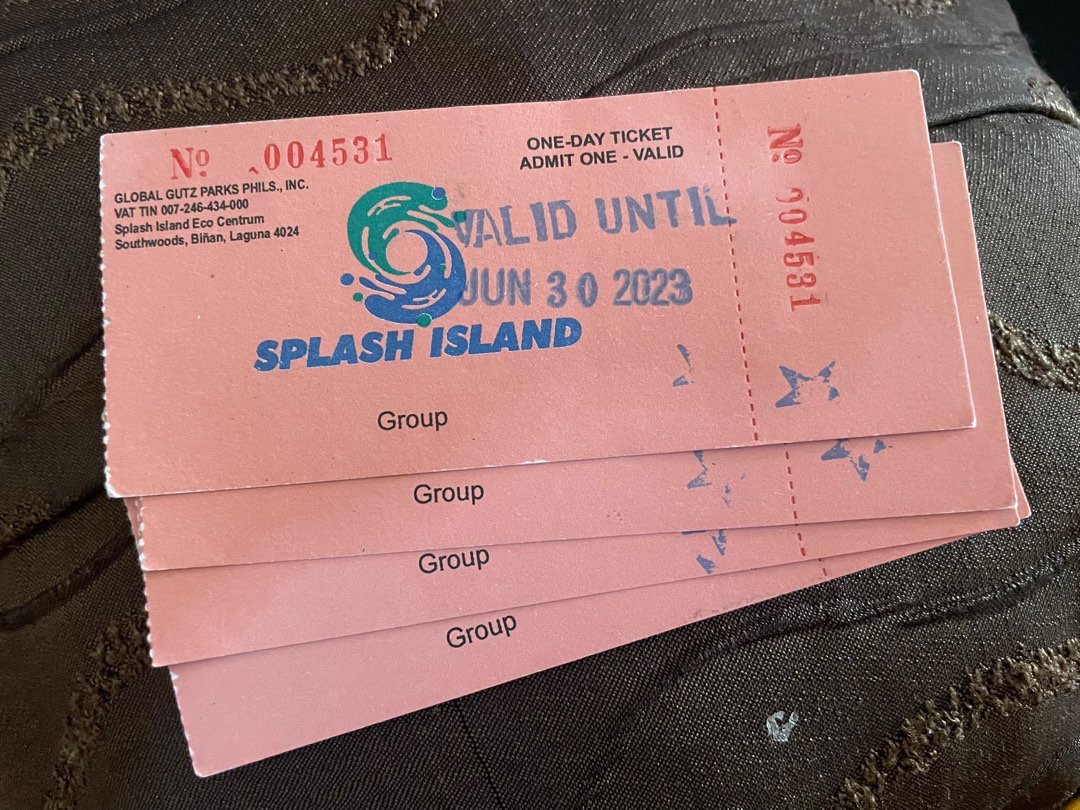 Nº 004531
GLOBAL GUTZ PARKS PHILS., INC.
VAT TIN 007-246-434-000
Splash Island Eco Centrum
Southwoods, Biñan, Laguna 4024
ONE-DAY TICKET
ADMIT ONE - VALID
VALID UNTIL
JUN 30 2023
SPLASH ISLAND
Group
Nº 004531
Group
Group
Group